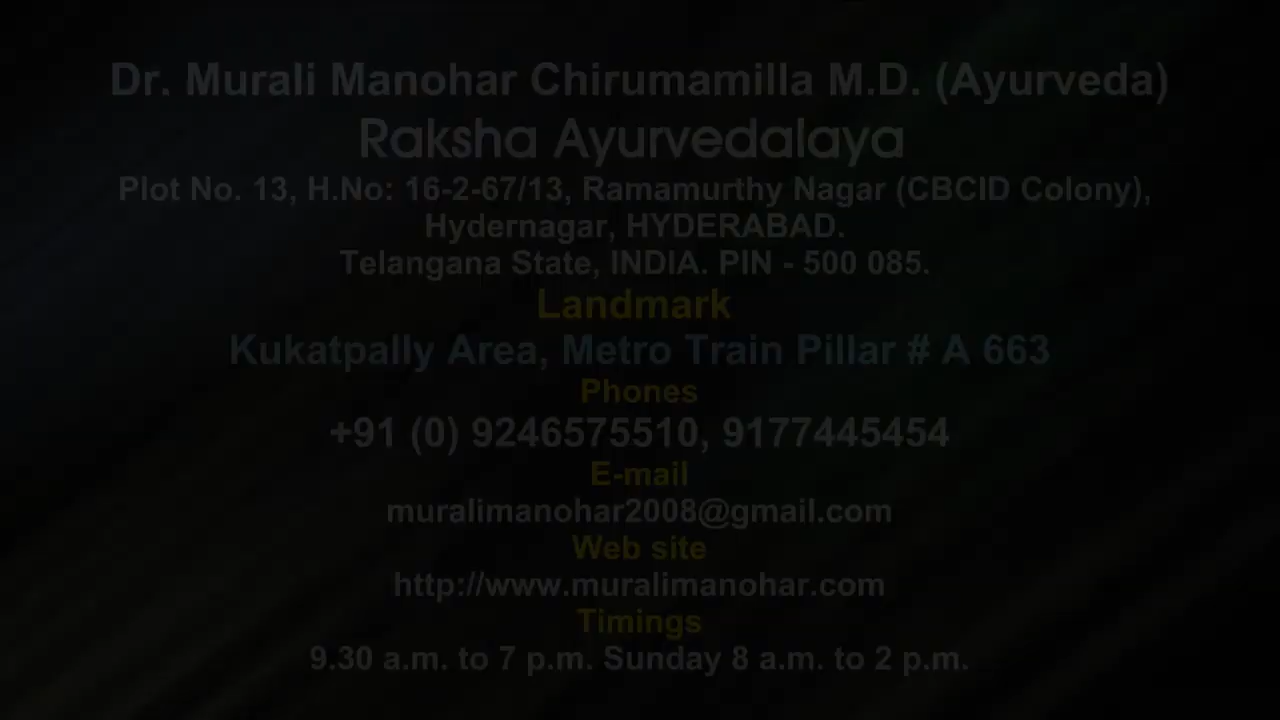 Dr. Murali Manohar Chirumamilla M.D. (Ayurveda)
Raksha Ayurvedalaya
Plot No. 13, H.No: 16-2-67/13, Ramamurthy Nagar (CBCID Colony),
Hydernagar, HYDERABAD.
Telangana State, INDIA. PIN - 500 085.
Landmark
Kukatpally Area, Metro Train Pillar # A 663
Phones
+91 (0) 9246575510, 9177445454
E-mail
muralimanohar2008@gmail.com
Web site
http://www.muralimanohar.com
Timings
9.30 a.m. to 7 p.m. Sunday 8 a.m. to 2 p.m.